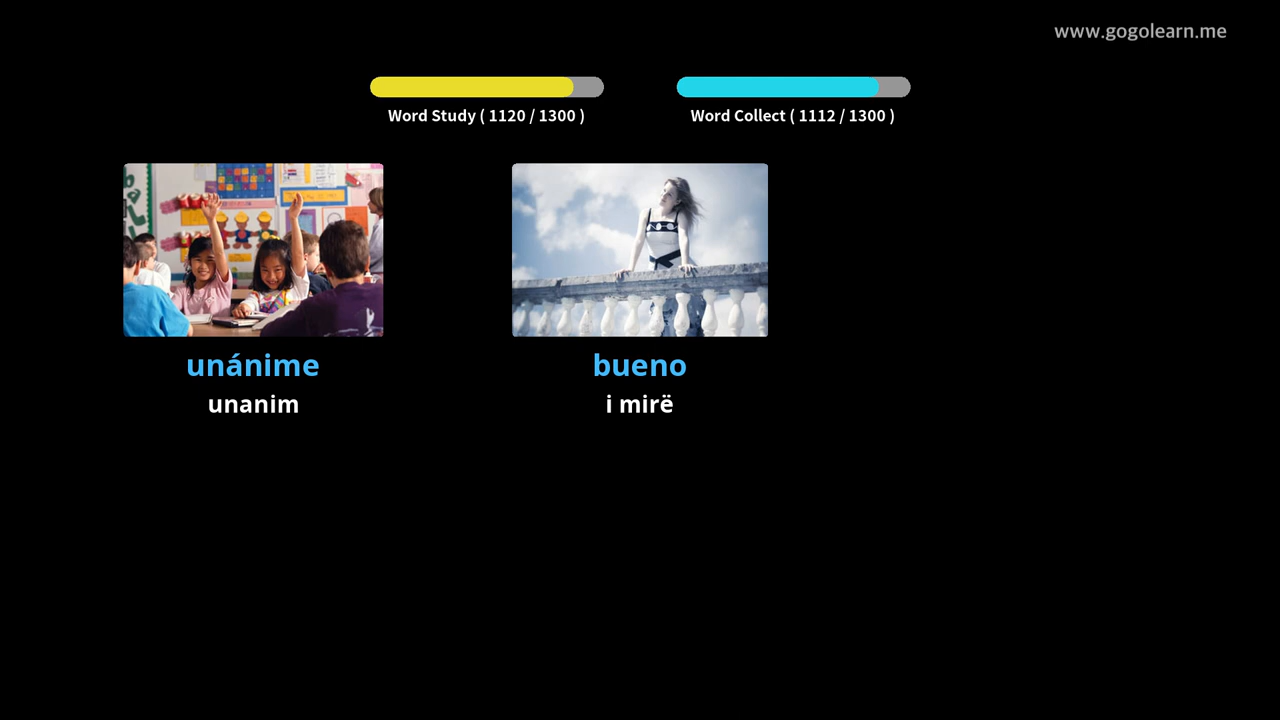 www.gogolearn.me
Word Study ( 1120 / 1300 )
Word Collect ( 1112 / 1300 )
unánime
unanim
bueno
i mirë